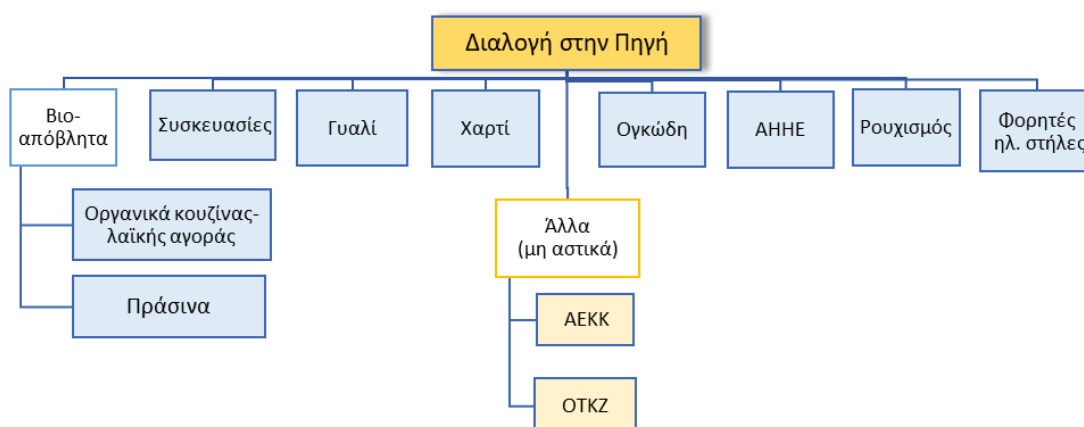 Διαλογή στην Πηγή
Βιο-
απόβλητα
Συσκευασίες
Γυαλί
Χαρτί
Ογκώδη
ΑΗΗΕ
Ρουχισμός
Φορητές
ηλ. στήλες
Οργανικά κουζίνας-
λαϊκής αγοράς
Πράσινα
Άλλα
(μη αστικά)
ΑΕΚΚ
ΟΤΚΖ